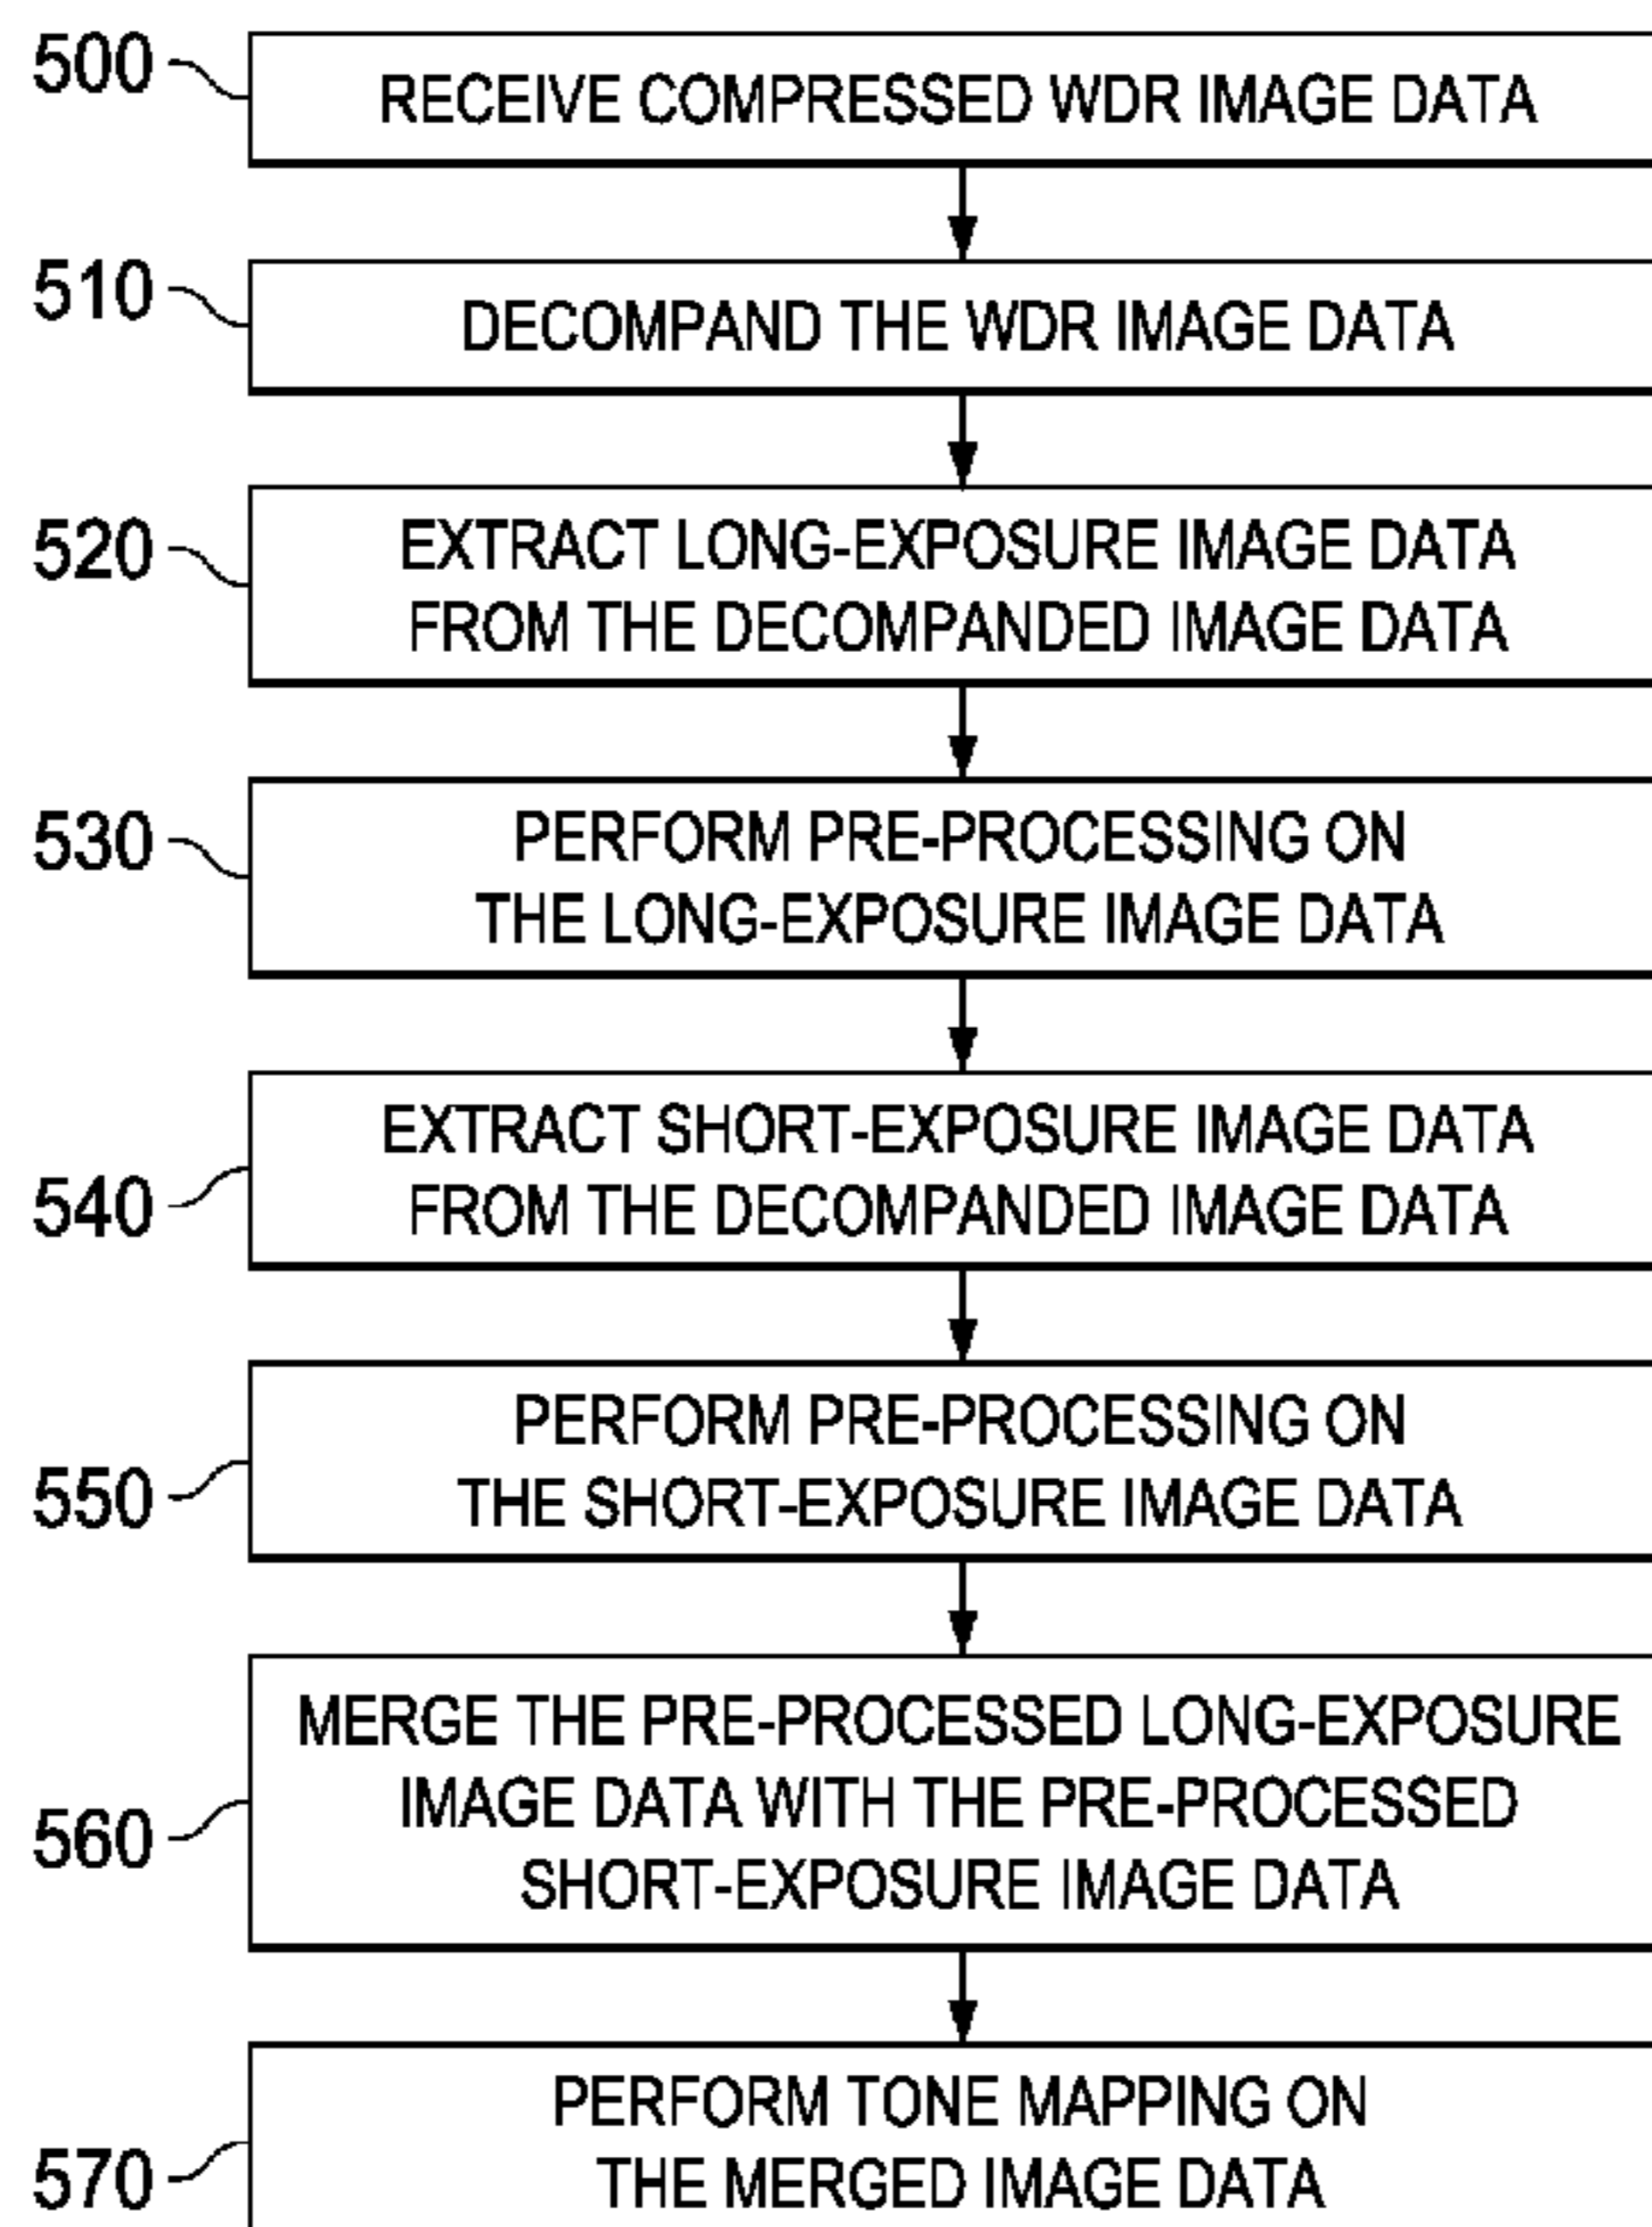 500
RECEIVE COMPRESSED WDR IMAGE DATA
510
DECOMPAND THE WDR IMAGE DATA
520
EXTRACT LONG-EXPOSURE IMAGE DATA
FROM THE DECOMPANDED IMAGE DATA
530
PERFORM PRE-PROCESSING ON
THE LONG-EXPOSURE IMAGE DATA
540
EXTRACT SHORT-EXPOSURE IMAGE DATA
FROM THE DECOMPANDED IMAGE DATA
550
PERFORM PRE-PROCESSING ON
THE SHORT-EXPOSURE IMAGE DATA
560
MERGE THE PRE-PROCESSED LONG-EXPOSURE
IMAGE DATA WITH THE PRE-PROCESSED
SHORT-EXPOSURE IMAGE DATA
570
PERFORM TONE MAPPING ON
THE MERGED IMAGE DATA